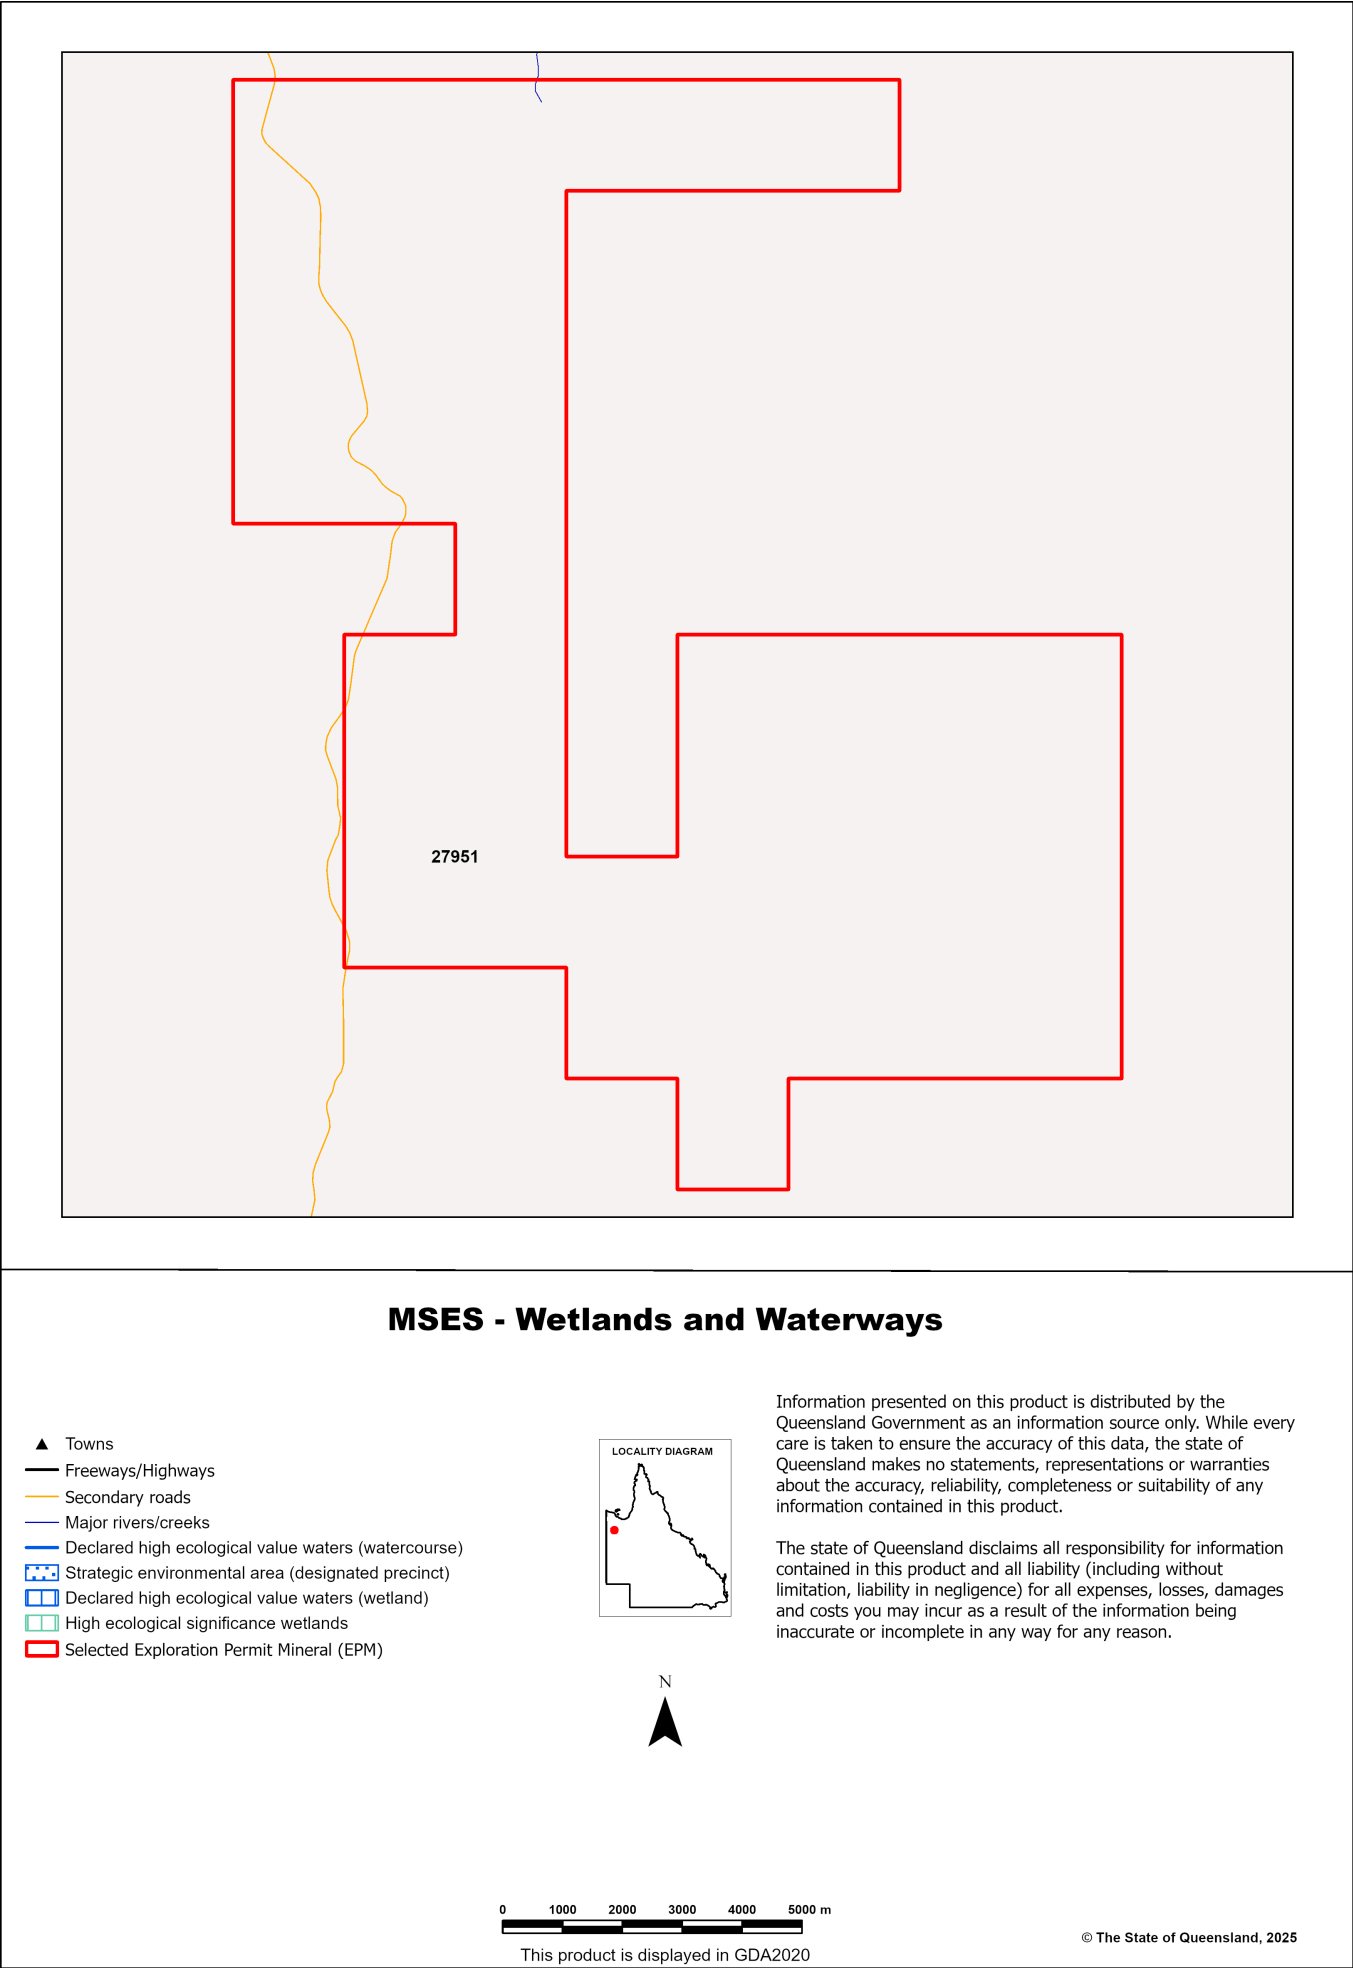 27951
MSES - Wetlands and Waterways
Towns
Freeways/Highways
Secondary roads
Major rivers/creeks
Declared high ecological value waters (watercourse)
Strategic environmental area (designated precinct)
Declared high ecological value waters (wetland)
High ecological significance wetlands
Selected Exploration Permit Mineral (EPM)
LOCALITY DIAGRAM
N
Information presented on this product is distributed by the
Queensland Government as an information source only. While every
care is taken to ensure the accuracy of this data, the state of
Queensland makes no statements, representations or warranties
about the accuracy, reliability, completeness or suitability of any
information contained in this product.
The state of Queensland disclaims all responsibility for information
contained in this product and all liability (including without
limitation, liability in negligence) for all expenses, losses, damages
and costs you may incur as a result of the information being
inaccurate or incomplete in any way for any reason.
0 1000 2000 3000 4000 5000 m
This product is displayed in GDA2020
© The State of Queensland, 2025